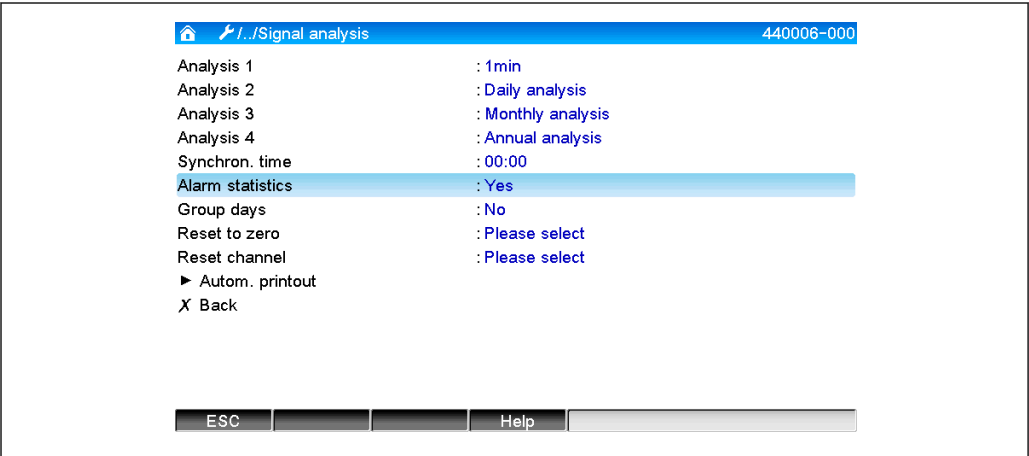 /../Signal analysis 440006-000
Analysis 1 : 1min
Analysis 2 : Daily analysis
Analysis 3 : Monthly analysis
Analysis 4 : Annual analysis
Synchron. time : 00:00
Alarm statistics : Yes
Group days : No
Reset to zero : Please select
Reset channel : Please select
► Autom. printout
X Back
ESC Help